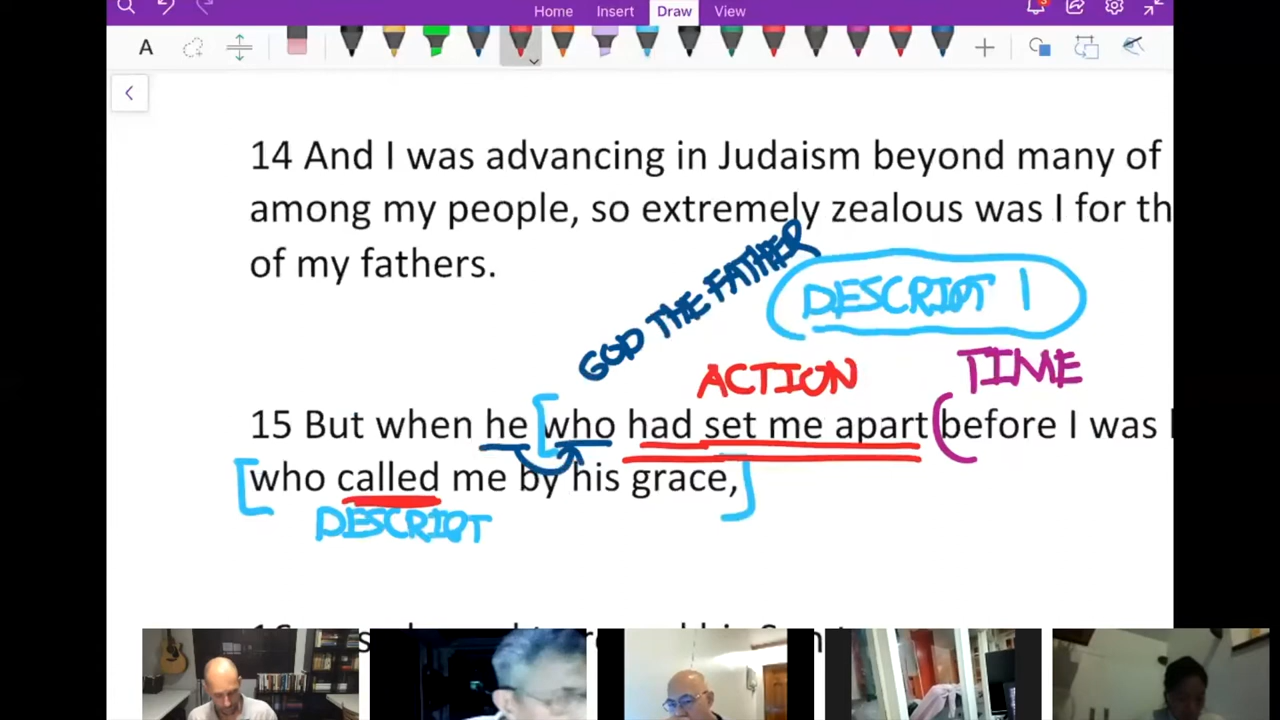 Home Insert Draw View
A
14 And I was advancing in Judaism beyond many of
among my people, so extremely zealous was I for th
of my fathers.
GOD THE FATHER
DESCRIPT 1
ACTION
TIME
15 But when he who had set me apart before I was
who called me by his grace,
DESCRIPT